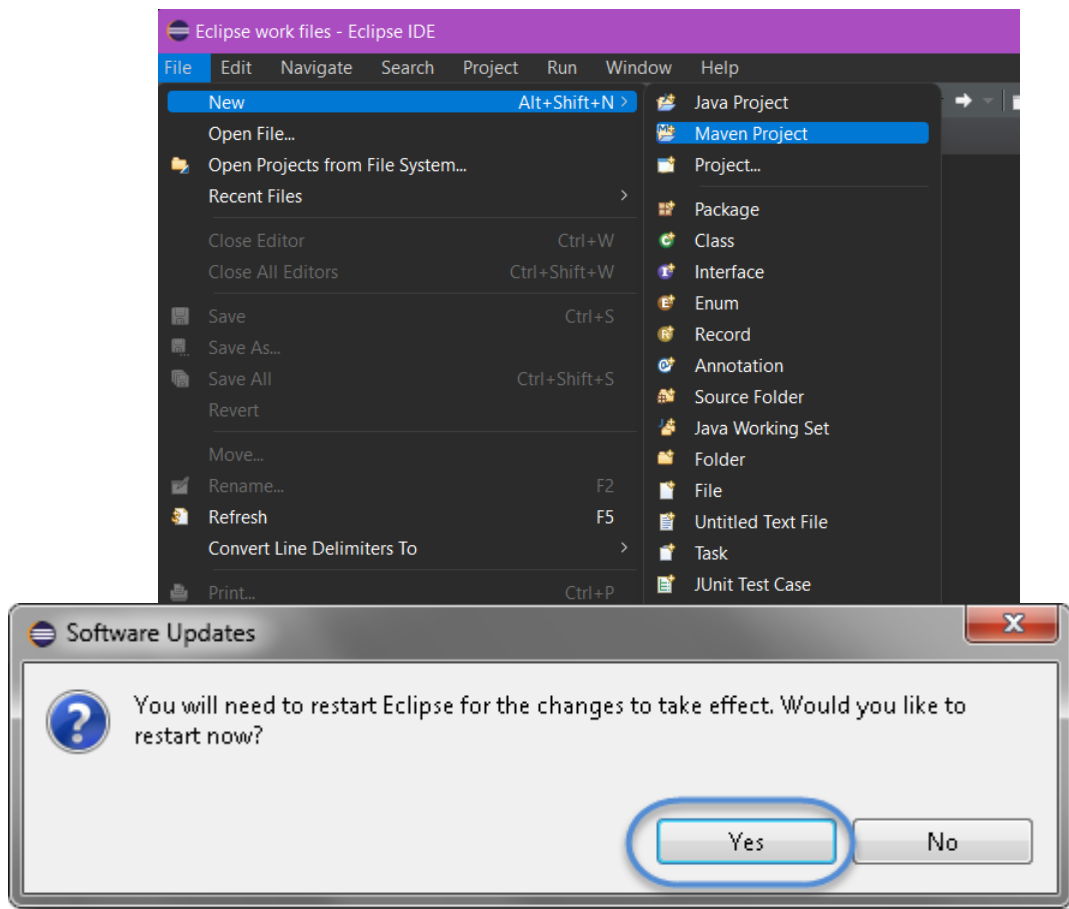 Eclipse work files - Eclipse IDE
File Edit Navigate Search Project Run Window Help
New Alt+Shift+N >
Open File...
Open Projects from File System...
Recent Files >
Close Editor Ctrl+W
Close All Editors Ctrl+Shift+W
Save Ctrl+S
Save As...
Save All Ctrl+Shift+S
Revert
Move...
Rename... F2
Refresh F5
Convert Line Delimiters To >
Print... Ctrl+P
Java Project
Maven Project
Project...
Package
Class
Interface
Enum
Record
Annotation
Source Folder
Java Working Set
Folder
File
Untitled Text File
Task
JUnit Test Case
Software Updates
You will need to restart Eclipse for the changes to take effect. Would you like to
restart now?
Yes No